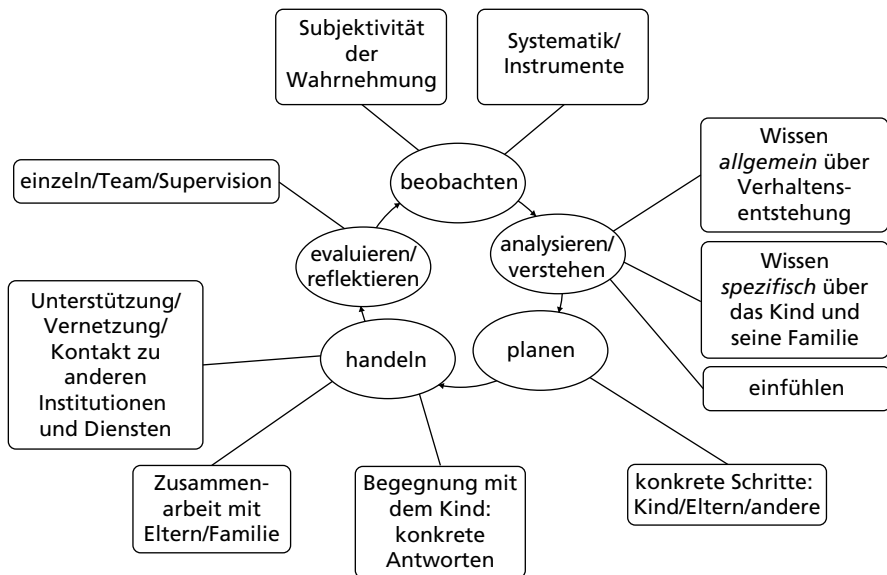 Subjektivität
der
Wahrnehmung
Systematik/
Instrumente
Wissen
allgemein über
Verhaltens-
entstehung
einzeln/Team/Supervision
beobachten
evaluieren/
reflektieren
analysieren/
verstehen
Wissen
spezifisch über
das Kind und
seine Familie
Unterstützung/
Vernetzung/
Kontakt zu
anderen
Institutionen
und Diensten
handeln
planen
einfühlen
Zusammen-
arbeit mit
Eltern/Familie
Begegnung mit
dem Kind:
konkrete
Antworten
konkrete Schritte:
Kind/Eltern/andere